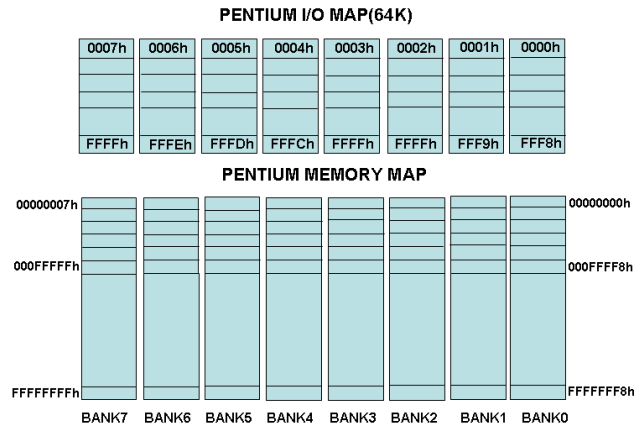 PENTIUM I/O MAP(64K)
0007h 0006h 0005h 0004h 0003h 0002h 0001h 0000h
FFFFh FFFEh FFFDh FFFCh FFFFh FFFFh FFF9h FFF8h
PENTIUM MEMORY MAP
00000007h 00000000h
000FFFFFh 000FFFF8h
FFFFFFFFh FFFFFFF8h
BANK7 BANK6 BANK5 BANK4 BANK3 BANK2 BANK1 BANK0